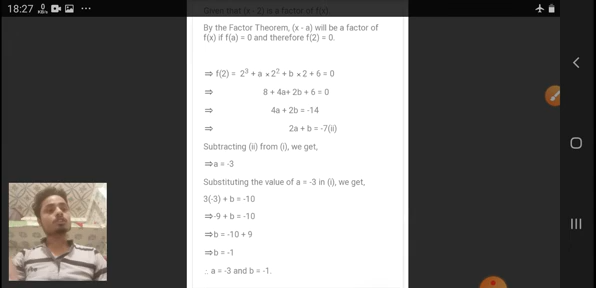 18:27
Given that (x - 2) is a factor of f(x)
By the Factor Theorem, (x - a) will be a factor of
f(x) if f(a) = 0 and therefore f(2) = 0.
⇒ f(2) = 2³ + a × 2² + b × 2 + 6 = 0
⇒ 8 + 4a+ 2b + 6 = 0
⇒ 4a + 2b = -14
⇒ 2a + b = -7(ii)
Subtracting (ii) from (i), we get,
⇒a = -3
Substituting the value of a = -3 in (i), we get,
3(-3) + b = -10
⇒-9 + b = -10
⇒b = -10 + 9
⇒b = -1
∴ a = -3 and b = -1.